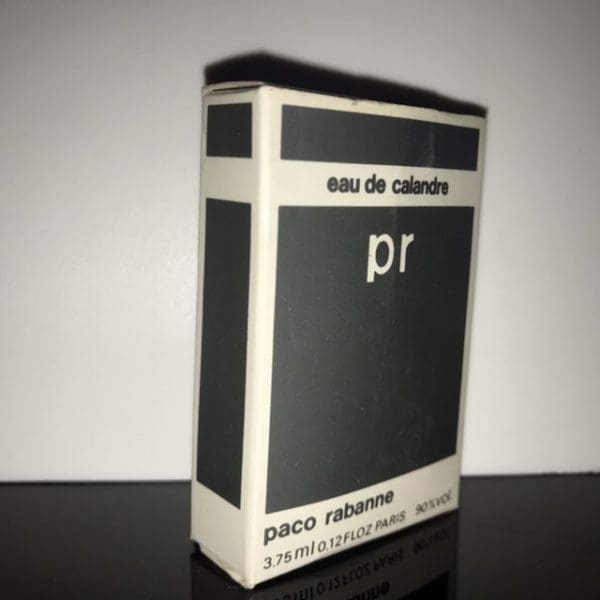 eau de calandre
pr
paco rabanne
3.75 ml 0.12 FL OZ PARIS 90% vol.